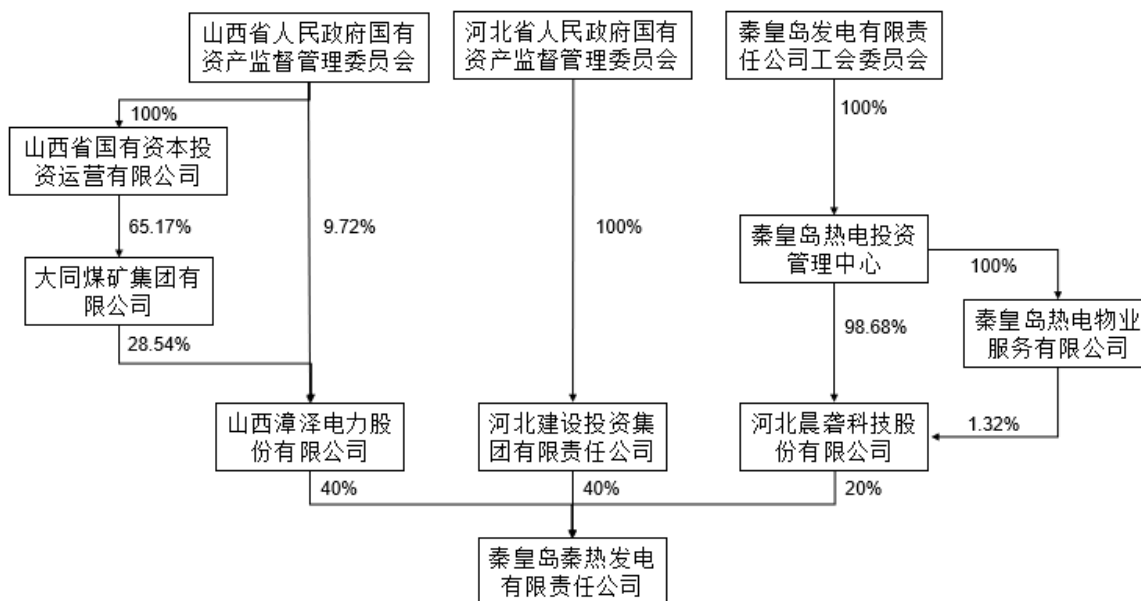 山西省人民政府国有
资产监督管理委员会
河北省人民政府国有
资产监督管理委员会
秦皇岛发电有限责
任公司工会委员会
100%
100%
山西省国有资本投
资运营有限公司
65.17%
9.72%
100%
秦皇岛热电投资
管理中心
100%
大同煤矿集团有
限公司
98.68%
秦皇岛热电物业
服务有限公司
28.54%
山西漳泽电力股
份有限公司
河北建设投资集
团有限责任公司
河北晨砻科技股
份有限公司
1.32%
40%
40%
20%
秦皇岛秦热发电
有限责任公司